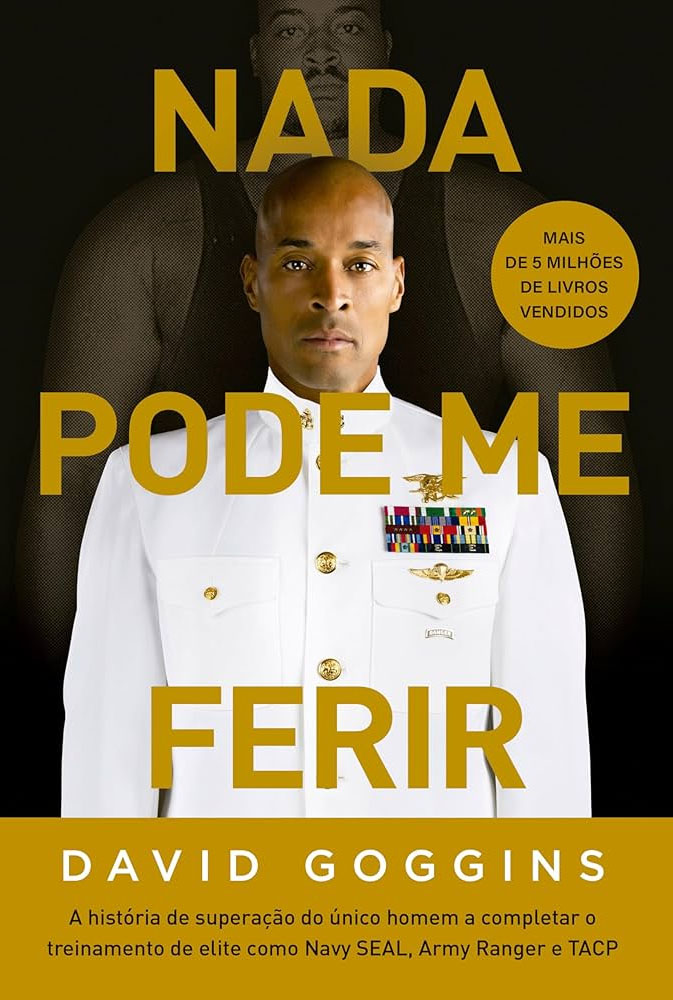 NADA
MAIS
DE 5 MILHÕES
DE LIVROS
VENDIDOS
PODE ME
FERIR
DAVID GOGGINS
A história de superação do único homem a completar o
treinamento de elite como Navy SEAL, Army Ranger e TACP